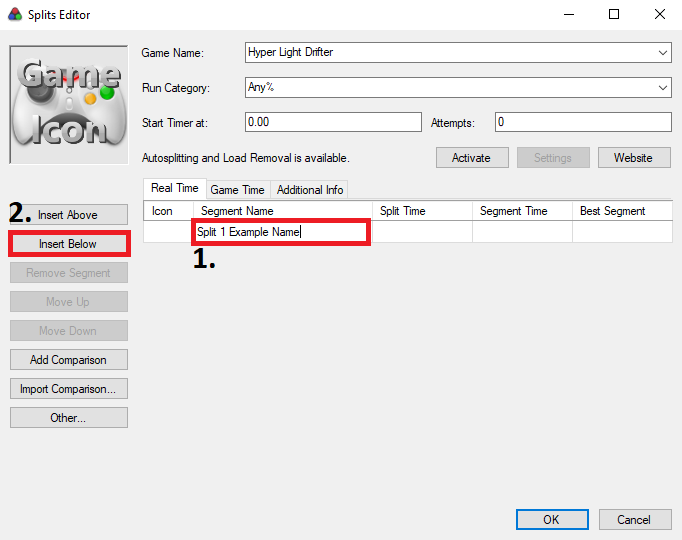 Splits Editor
Game Icon
Game Name: Hyper Light Drifter
Run Category: Any%
Start Timer at: 0.00 Attempts: 0
Autosplitting and Load Removal is available. Activate Settings Website
Real Time Game Time Additional Info
Icon Segment Name Split Time Segment Time Best Segment
Split 1 Example Name
1.
2.
Insert Above
Insert Below
Remove Segment
Move Up
Move Down
Add Comparison
Import Comparison...
Other...
OK Cancel